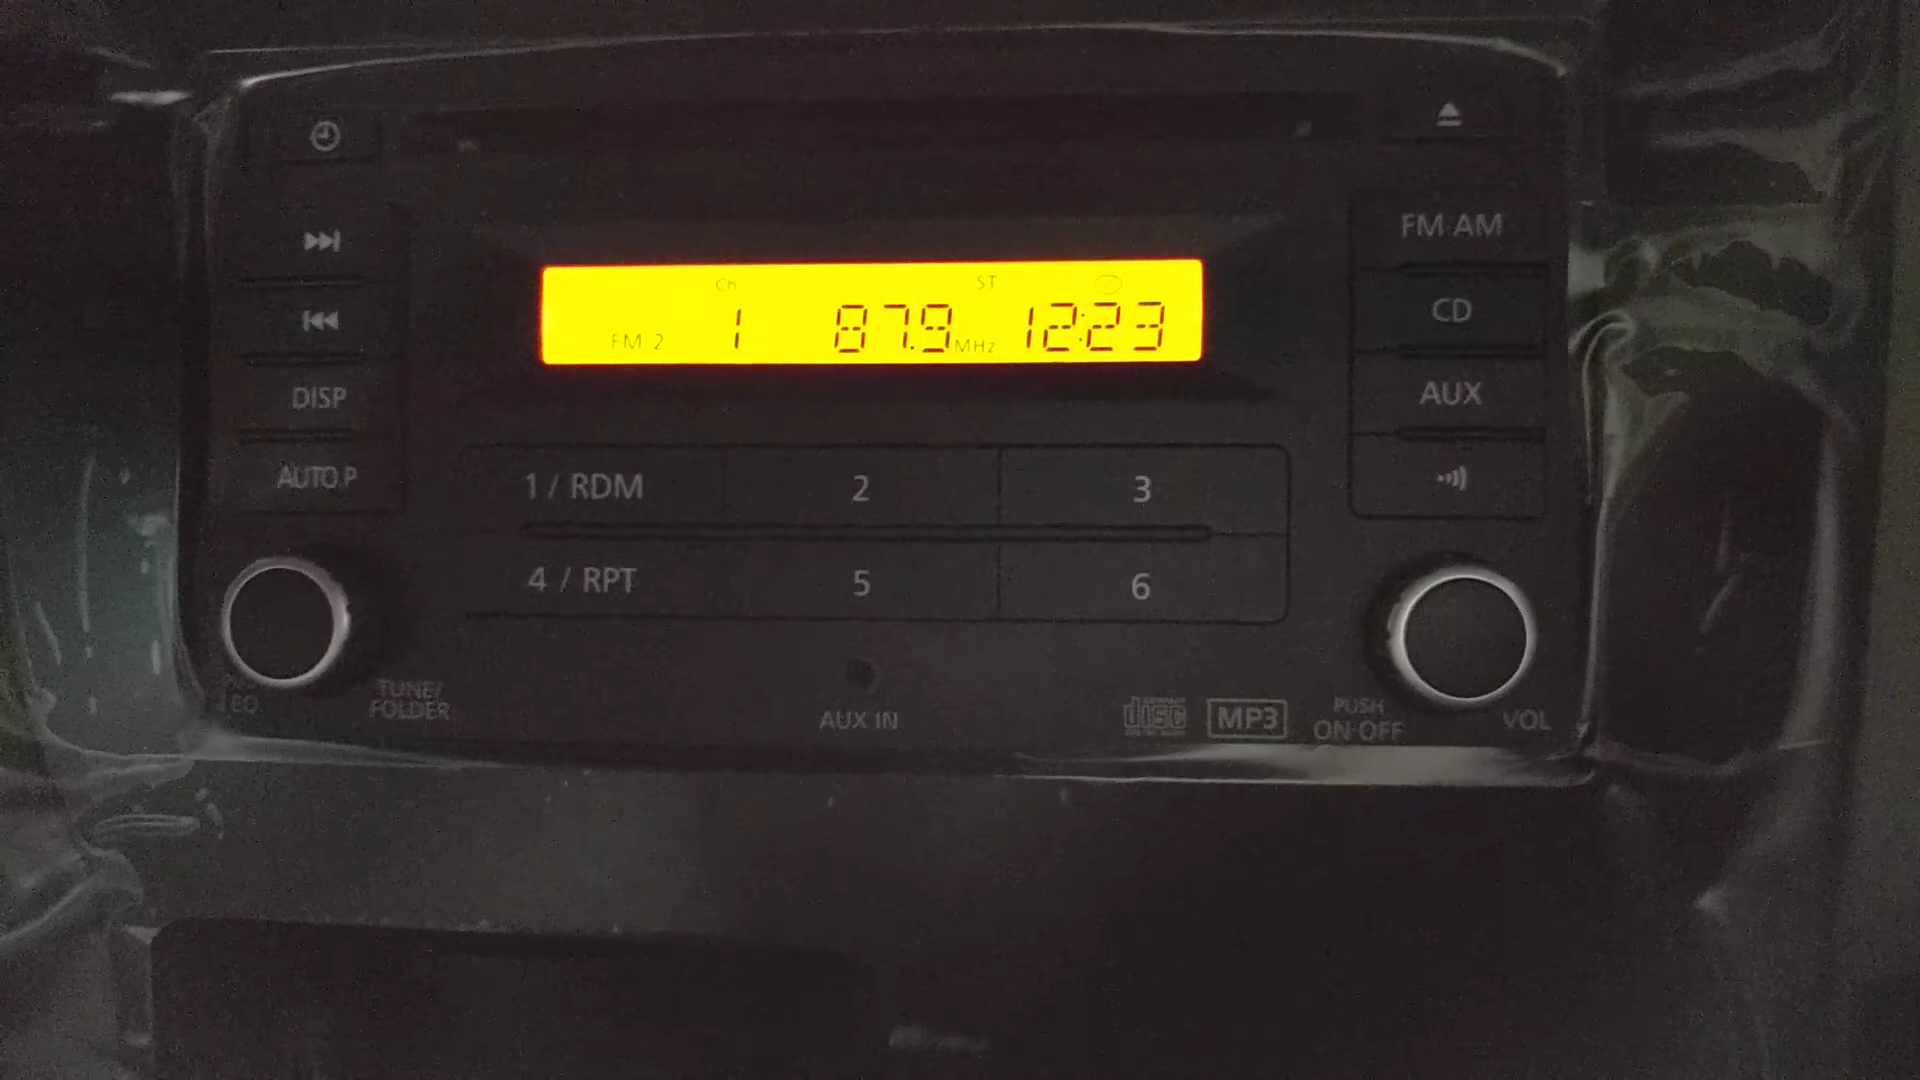 FM AM
Ch ST
FM 2 1 87.9 MHz 12:23
CD
DISP
AUX
AUTO.P
1 / RDM 2 3
4 / RPT 5 6
EQ
TUNE/
FOLDER
AUX IN
disc
MP3
PUSH
ON·OFF
VOL